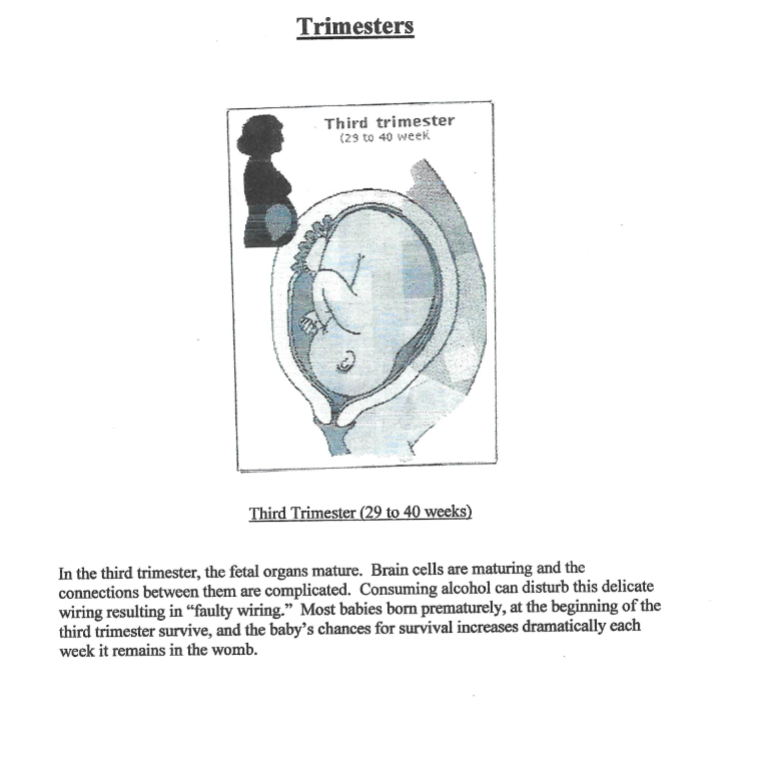 Trimesters
Third trimester
(29 to 40 week
Third Trimester (29 to 40 weeks)
In the third trimester, the fetal organs mature.  Brain cells are maturing and the
connections between them are complicated.  Consuming alcohol can disturb this delicate
wiring resulting in “faulty wiring.”  Most babies born prematurely, at the beginning of the
third trimester survive, and the baby’s chances for survival increases dramatically each
week it remains in the womb.